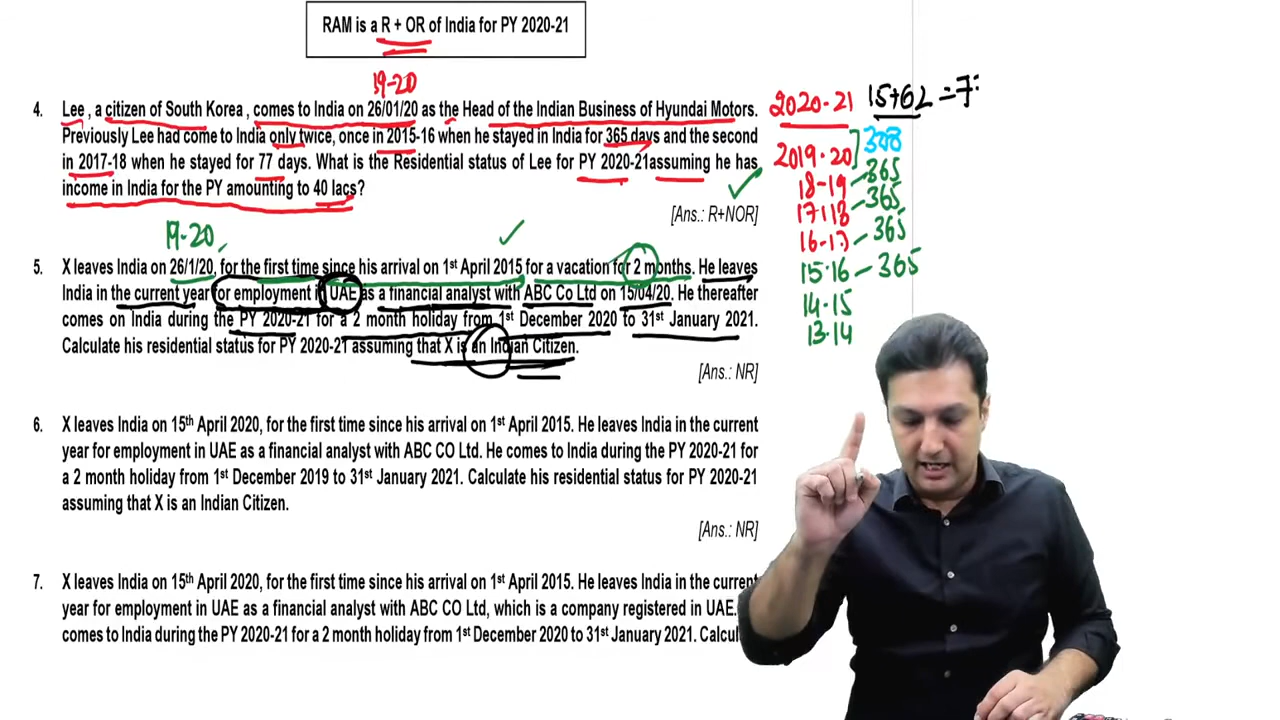 RAM is a R + OR of India for PY 2020-21
19-20
4. Lee , a citizen of South Korea , comes to India on 26/01/20 as the Head of the Indian Business of Hyundai Motors.
Previously Lee had come to India only twice, once in 2015-16 when he stayed in India for 365 days and the second
in 2017-18 when he stayed for 77 days. What is the Residential status of Lee for PY 2020-21assuming he has
income in India for the PY amounting to 40 lacs?
[Ans.: R+NOR]
19-20
5. X leaves India on 26/1/20, for the first time since his arrival on 1st April 2015 for a vacation for 2 months. He leaves
India in the current year for employment in UAE as a financial analyst with ABC Co Ltd on 15/04/20. He thereafter
comes on India during the PY 2020-21 for a 2 month holiday from 1st December 2020 to 31st January 2021.
Calculate his residential status for PY 2020-21 assuming that X is an Indian Citizen.
[Ans.: NR]
6. X leaves India on 15th April 2020, for the first time since his arrival on 1st April 2015. He leaves India in the current
year for employment in UAE as a financial analyst with ABC CO Ltd. He comes to India during the PY 2020-21 for
a 2 month holiday from 1st December 2019 to 31st January 2021. Calculate his residential status for PY 2020-21
assuming that X is an Indian Citizen.
[Ans.: NR]
7. X leaves India on 15th April 2020, for the first time since his arrival on 1st April 2015. He leaves India in the current
year for employment in UAE as a financial analyst with ABC CO Ltd, which is a company registered in UAE.
comes to India during the PY 2020-21 for a 2 month holiday from 1st December 2020 to 31st January 2021.
2020-21 15+62 =7
2019-20
18-19 365
17-18 365
16-17 365
15-16 - 365
14-15
13-14